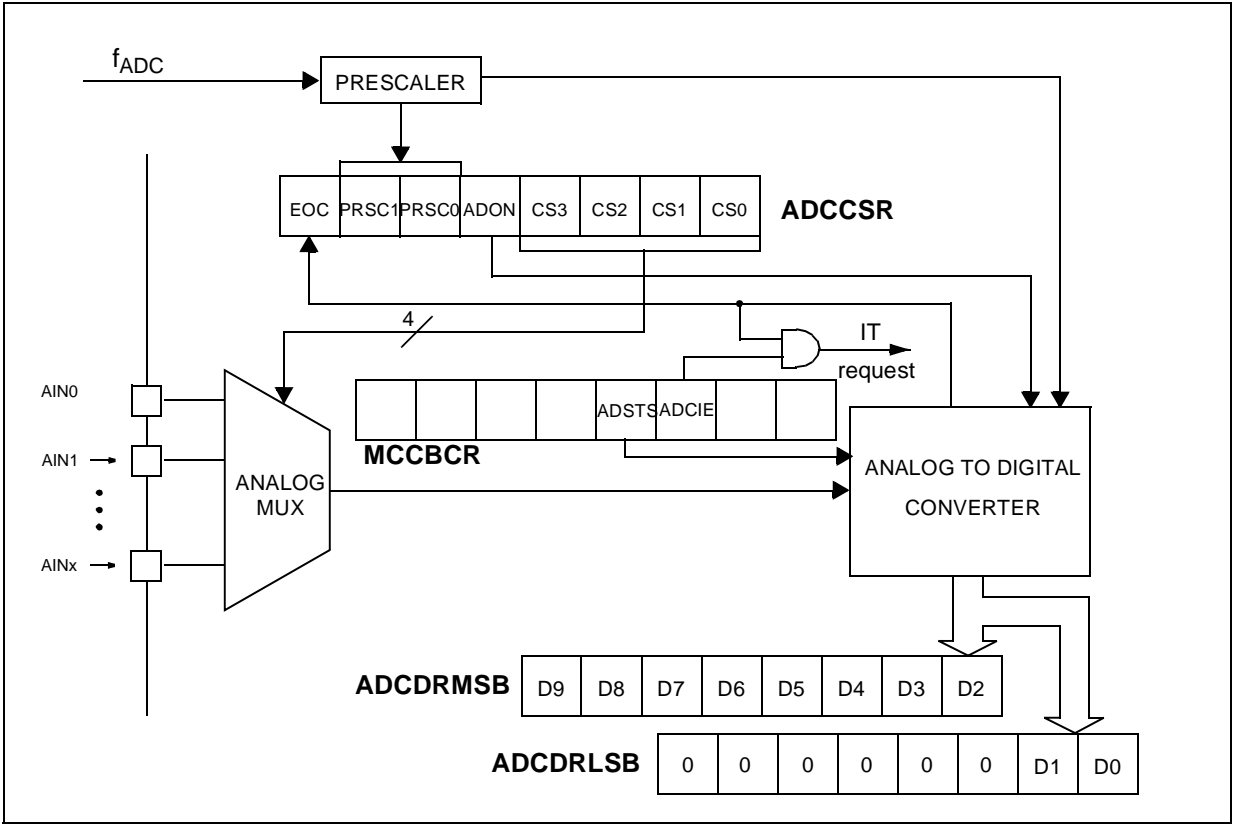 fADC
PRESCALER
EOC PRSC1 PRSC0 ADON CS3 CS2 CS1 CS0 ADCCSR
4
IT
request
AIN0
ADSTS ADCIE
MCCBCR
AIN1
ANALOG
MUX
ANALOG TO DIGITAL
CONVERTER
AINx
ADCDRMSB D9 D8 D7 D6 D5 D4 D3 D2
ADCDRLSB 0 0 0 0 0 0 D1 D0